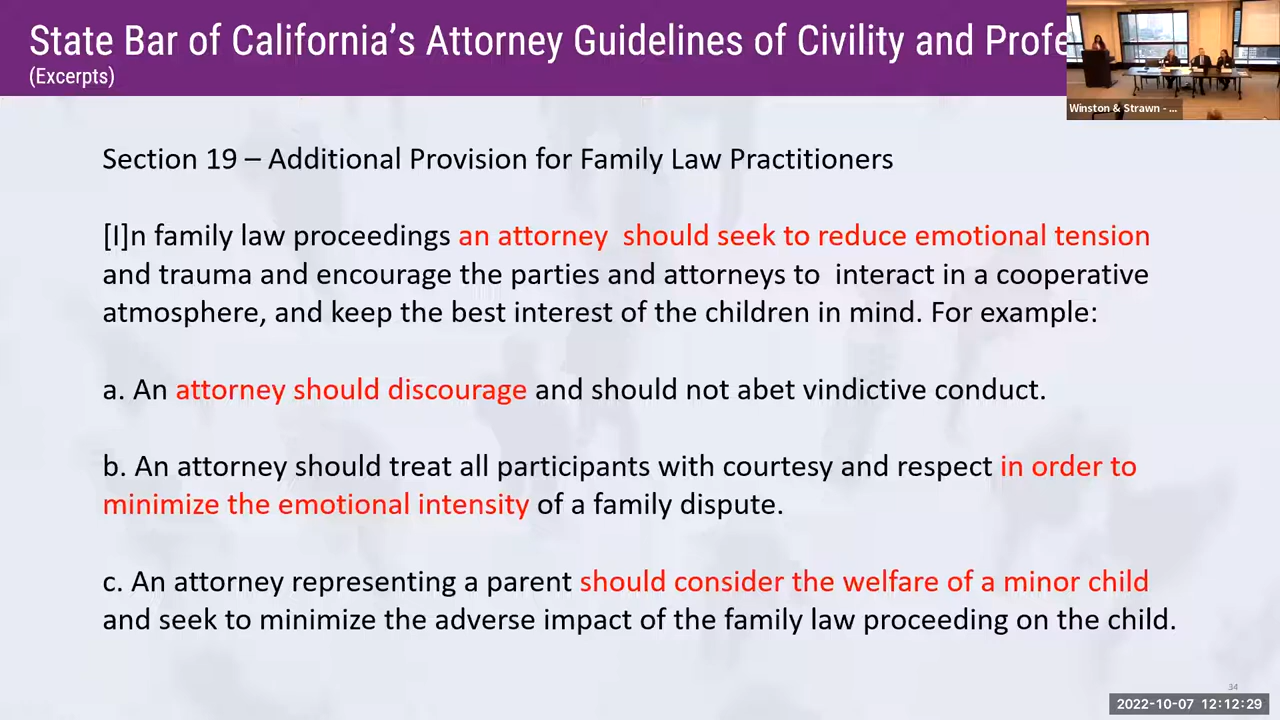 State Bar of California's Attorney Guidelines of Civility and Profe
(Excerpts)
Winston & Strawn - ...
Section 19 – Additional Provision for Family Law Practitioners
[I]n family law proceedings an attorney  should seek to reduce emotional tension
and trauma and encourage the parties and attorneys to  interact in a cooperative
atmosphere, and keep the best interest of the children in mind. For example:
a. An attorney should discourage and should not abet vindictive conduct.
b. An attorney should treat all participants with courtesy and respect in order to
minimize the emotional intensity of a family dispute.
c. An attorney representing a parent should consider the welfare of a minor child
and seek to minimize the adverse impact of the family law proceeding on the child.
34
2022-10-07 12:12:29